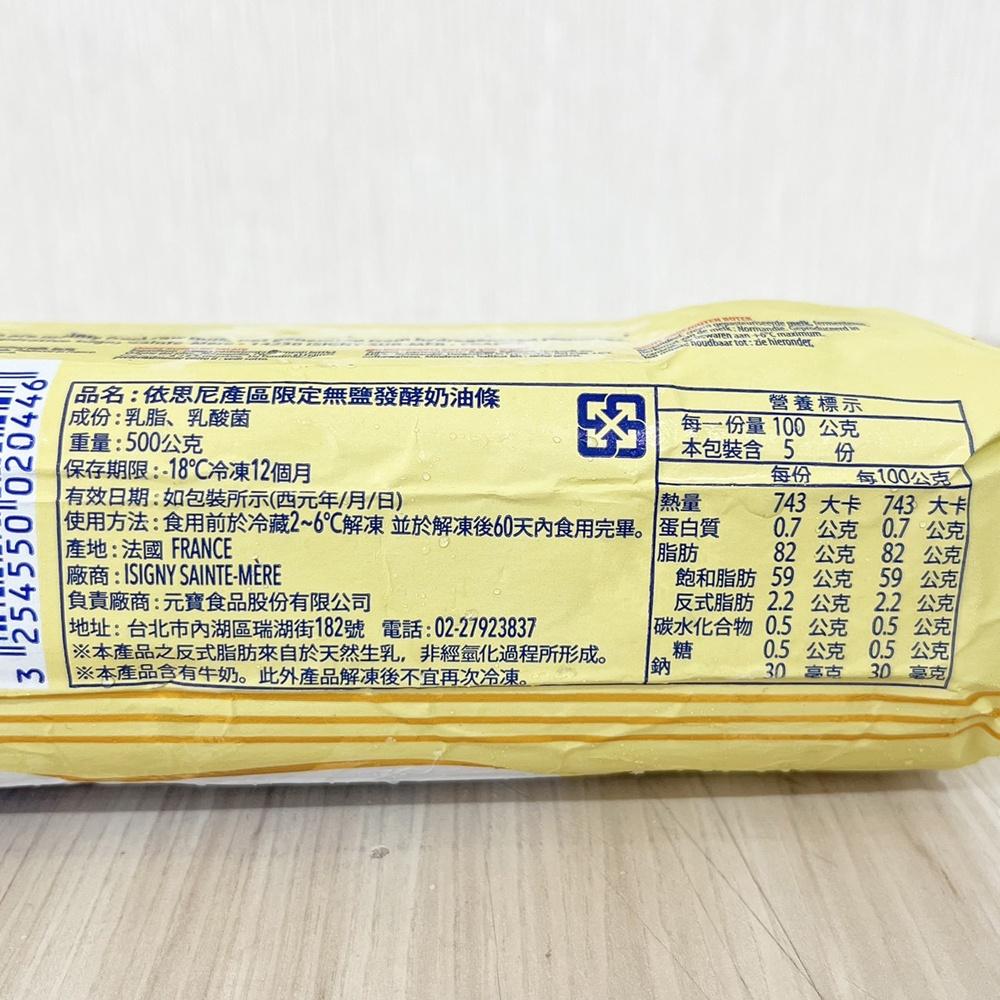 gepasteuriseerde melk,
maximum.
houdbaar tot : zie hieronder.
3 254550 020446
品名：依思尼產區限定無鹽發酵奶油條
成份：乳脂、乳酸菌
重量：500公克
保存期限：-18℃冷凍12個月
有效日期：如包裝所示(西元年/月/日)
使用方法：食用前於冷藏2~6℃解凍 並於解凍後60天內食用完畢。
產地：法國 FRANCE
廠商：ISIGNY SAINTE-MÈRE
負責廠商：元寶食品股份有限公司
地址：台北市內湖區瑞湖街182號 電話：02-27923837
※本產品之反式脂肪來自於天然生乳，非經氫化過程所形成。
※本產品含有牛奶。此外產品解凍後不宜再次冷凍。
營養標示
每一份量 100 公克
本包裝含 5 份
每份 每100公克
熱量 743 大卡 743 大卡
蛋白質 0.7 公克 0.7 公克
脂肪 82 公克 82 公克
飽和脂肪 59 公克 59 公克
反式脂肪 2.2 公克 2.2 公克
碳水化合物 0.5 公克 0.5 公克
糖 0.5 公克 0.5 公克
鈉 30 毫克 30 毫克